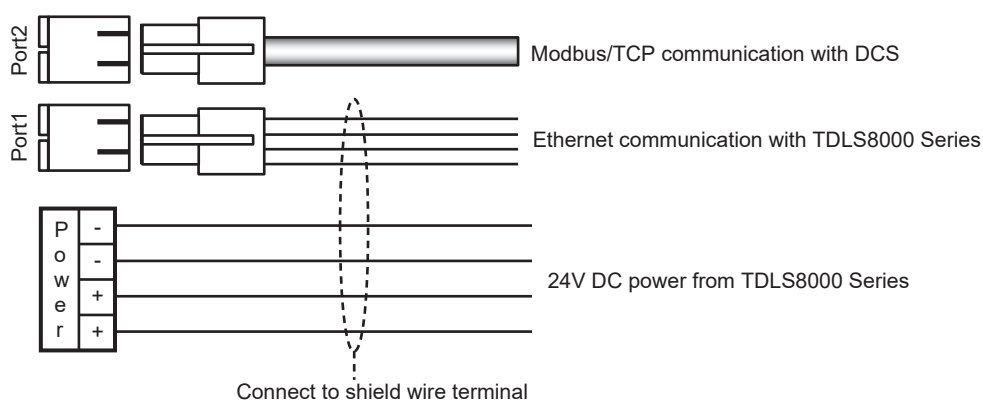 Port2
Modbus/TCP communication with DCS
Port1
Ethernet communication with TDLS8000 Series
Power
-
-
+
+
24V DC power from TDLS8000 Series
Connect to shield wire terminal